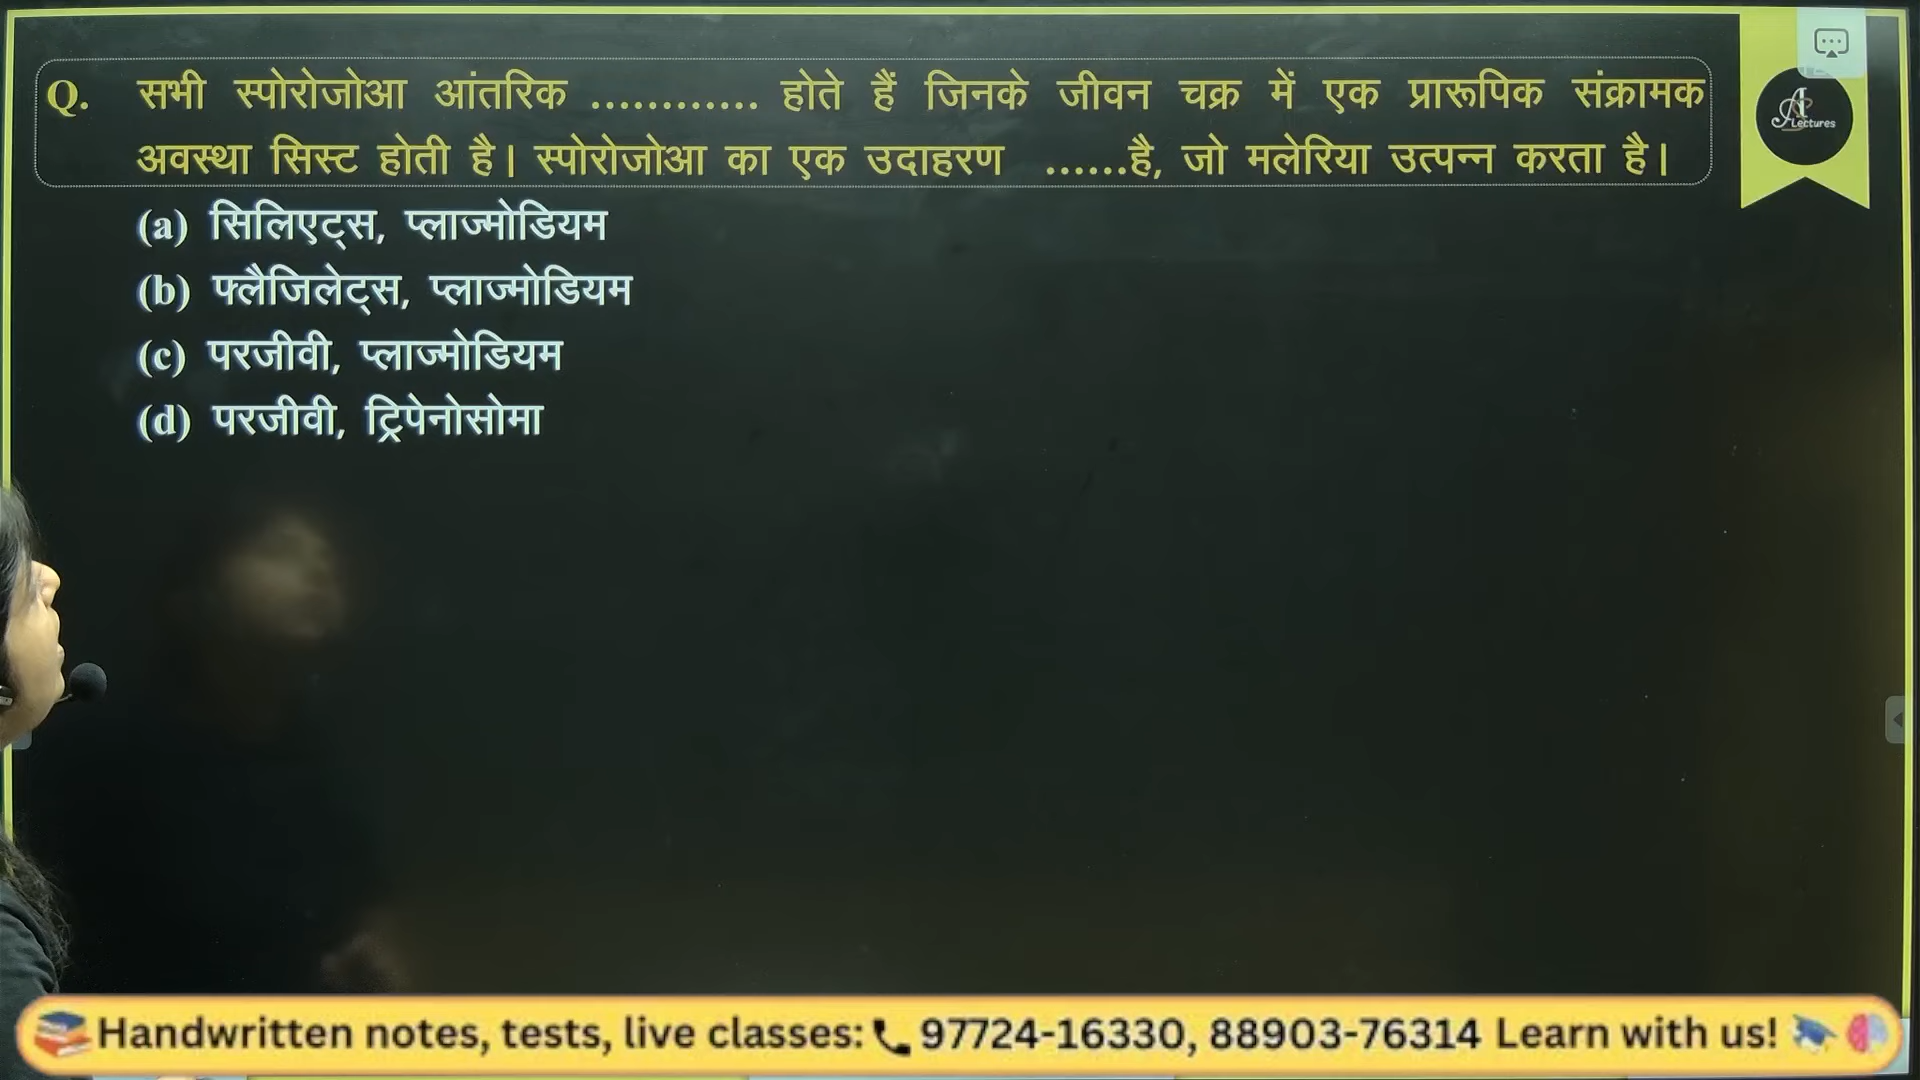 Q. सभी स्पोरोजोआ आंतरिक ............ होते हैं जिनके जीवन चक्र में एक प्रारूपिक संक्रामक
अवस्था सिस्ट होती है। स्पोरोजोआ का एक उदाहरण ......है, जो मलेरिया उत्पन्न करता है।
Lectures
(a) सिलिएट्स, प्लाज्मोडियम
(b) फ्लैजिलेट्स, प्लाज्मोडियम
(c) परजीवी, प्लाज्मोडियम
(d) परजीवी, ट्रिपेनोसोमा
Handwritten notes, tests, live classes: 97724-16330, 88903-76314 Learn with us!